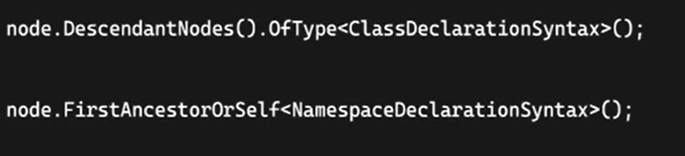 node.DescendantNodes().OfType<ClassDeclarationSyntax>();
node.FirstAncestorOrSelf<NamespaceDeclarationSyntax>();